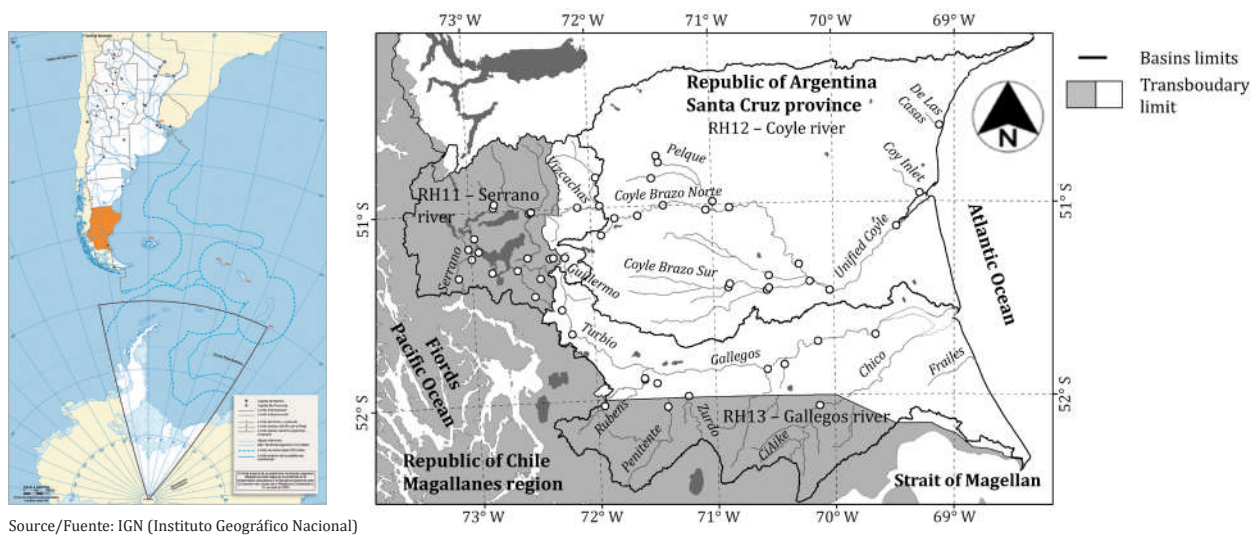 73° W
72° W
71° W
70° W
69° W
Basins limits
Transboudary
limit
Republic of Argentina
Santa Cruz province
RH12 – Coyle river
De Las
Casas
N
Pelque
Coy Inlet
Vizcachas
Coyle Brazo Norte
RH11 – Serrano
river
51° S
51° S
Unified Coyle
Atlantic Ocean
Serrano
Guillermo
Coyle Brazo Sur
Turbio
Fiords
Pacific Ocean
Gallegos
Chico
Frailes
52° S
52° S
Rubens
Penitente
Zurdo
CiAike
RH13 – Gallegos river
Republic of Chile
Magallanes region
Strait of Magellan
73° W
72° W
71° W
70° W
69° W
Source/Fuente: IGN (Instituto Geográfico Nacional)